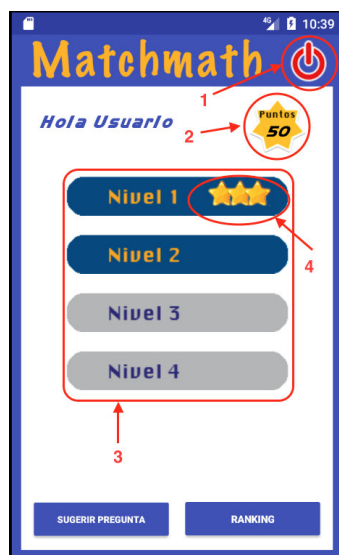 4G 10:39
Matchmath
1
Hola Usuario
Puntos
50
2
Nivel 1
4
Nivel 2
Nivel 3
Nivel 4
3
SUGERIR PREGUNTA
RANKING